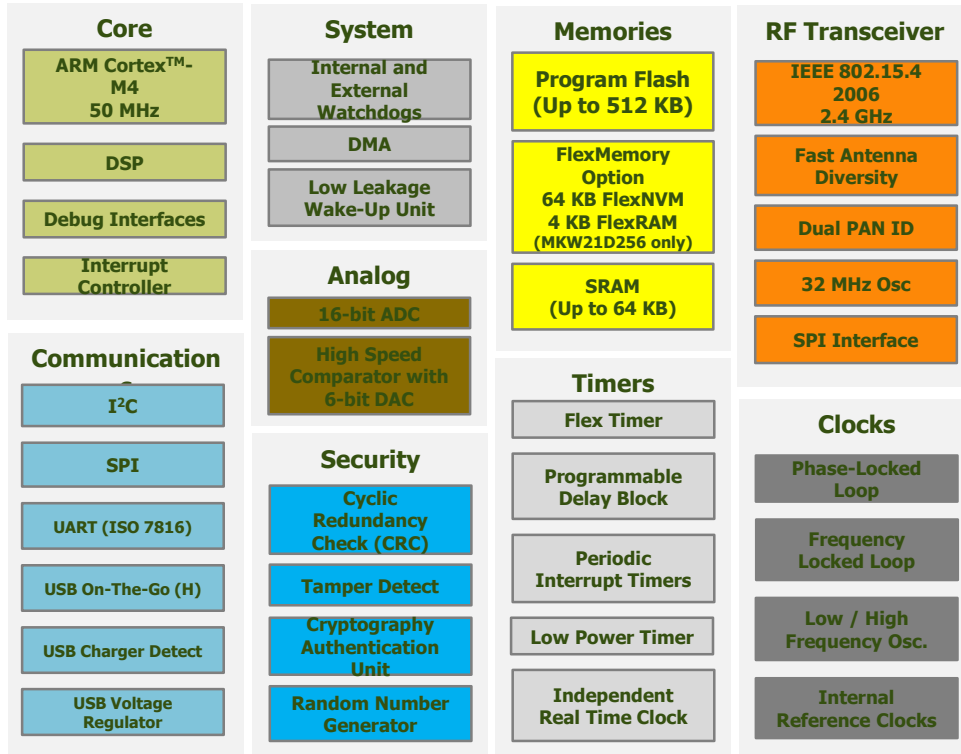 Core
ARM Cortex™-
M4
50 MHz
DSP
Debug Interfaces
Interrupt
Controller
System
Internal and
External
Watchdogs
DMA
Low Leakage
Wake-Up Unit
Memories
Program Flash
(Up to 512 KB)
FlexMemory
Option
64 KB FlexNVM
4 KB FlexRAM
(MKW21D256 only)
SRAM
(Up to 64 KB)
RF Transceiver
IEEE 802.15.4
2006
2.4 GHz
Fast Antenna
Diversity
Dual PAN ID
32 MHz Osc
SPI Interface
Analog
16-bit ADC
High Speed
Comparator with
6-bit DAC
Communication
I²C
SPI
UART (ISO 7816)
USB On-The-Go (H)
USB Charger Detect
USB Voltage
Regulator
Security
Cyclic
Redundancy
Check (CRC)
Tamper Detect
Cryptography
Authentication
Unit
Random Number
Generator
Timers
Flex Timer
Programmable
Delay Block
Periodic
Interrupt Timers
Low Power Timer
Independent
Real Time Clock
Clocks
Phase-Locked
Loop
Frequency
Locked Loop
Low / High
Frequency Osc.
Internal
Reference Clocks